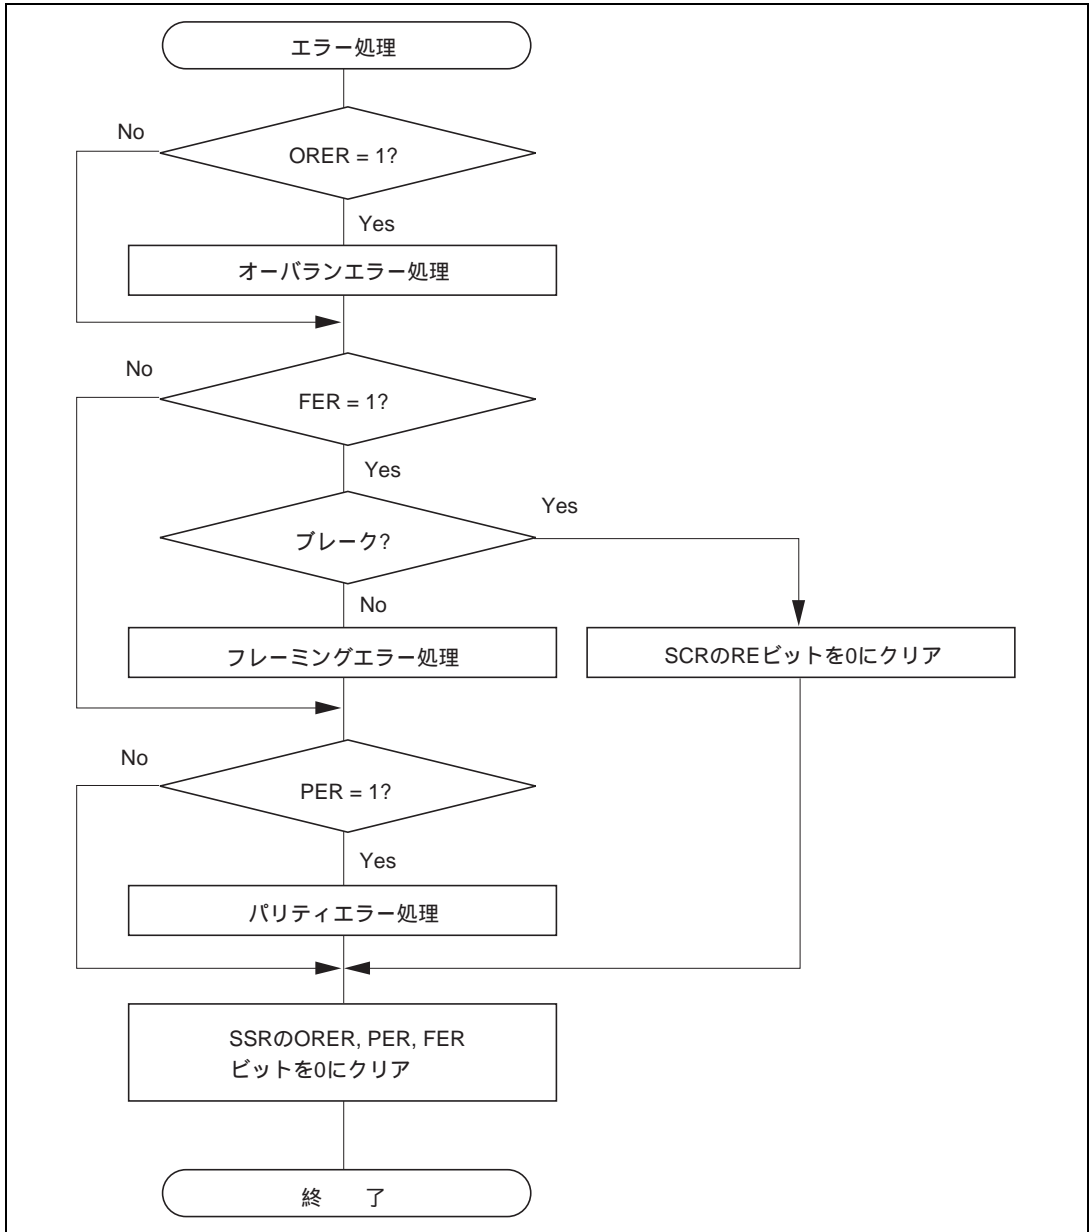 エラー処理
No
ORER = 1?
Yes
オーバランエラー処理
No
FER = 1?
Yes
Yes
ブレーク?
No
フレーミングエラー処理
SCRのREビットを0にクリア
No
PER = 1?
Yes
パリティエラー処理
SSRのORER, PER, FER
ビットを0にクリア
終　了